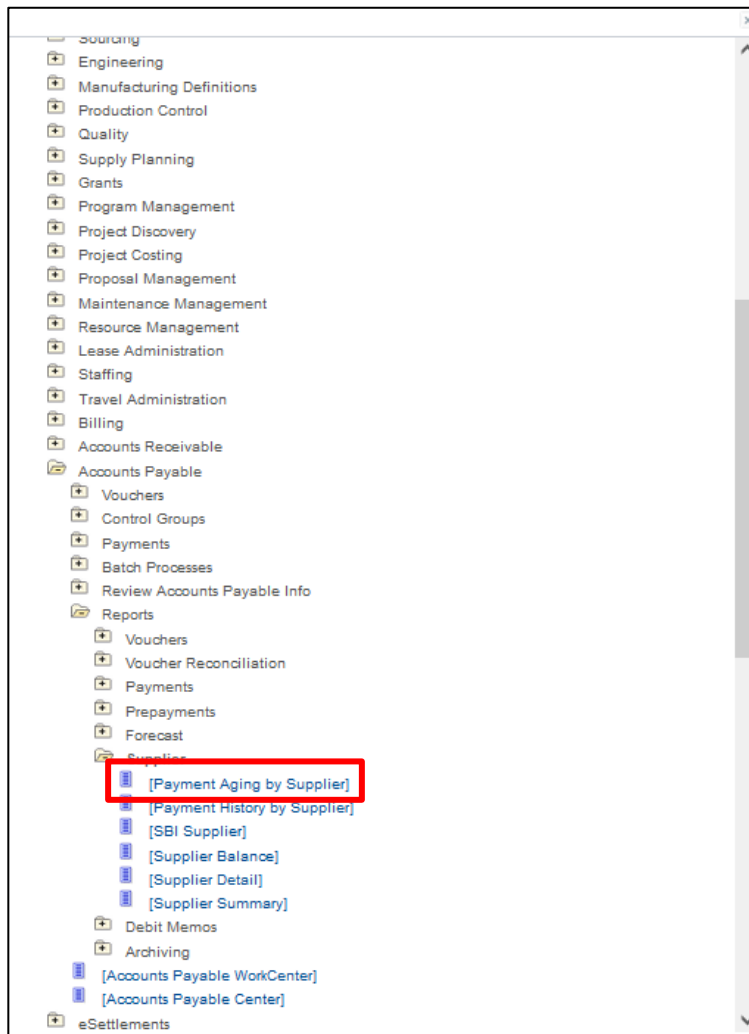 Sourcing
Engineering
Manufacturing Definitions
Production Control
Quality
Supply Planning
Grants
Program Management
Project Discovery
Project Costing
Proposal Management
Maintenance Management
Resource Management
Lease Administration
Staffing
Travel Administration
Billing
Accounts Receivable
Accounts Payable
Vouchers
Control Groups
Payments
Batch Processes
Review Accounts Payable Info
Reports
Vouchers
Voucher Reconciliation
Payments
Prepayments
Forecast
Supplier
[Payment Aging by Supplier]
[Payment History by Supplier]
[SBI Supplier]
[Supplier Balance]
[Supplier Detail]
[Supplier Summary]
Debit Memos
Archiving
[Accounts Payable WorkCenter]
[Accounts Payable Center]
eSettlements